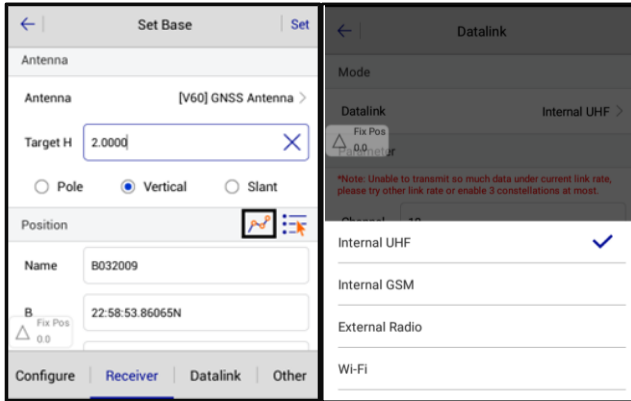 Set Base
Set
Antenna
Antenna
[V60] GNSS Antenna >
Target H
2.0000
Pole
Vertical
Slant
Position
Name
B032009
B
22:58:53.86065N
Fix Pos
0.0
Configure
Receiver
Datalink
Other
Datalink
Mode
Datalink
Internal UHF >
Fix Pos
0.0
Parameter
*Note: Unable to transmit so much data under current link rate,
please try other link rate or enable 3 constellations at most.
Channel
10
Internal UHF
Internal GSM
External Radio
Wi-Fi